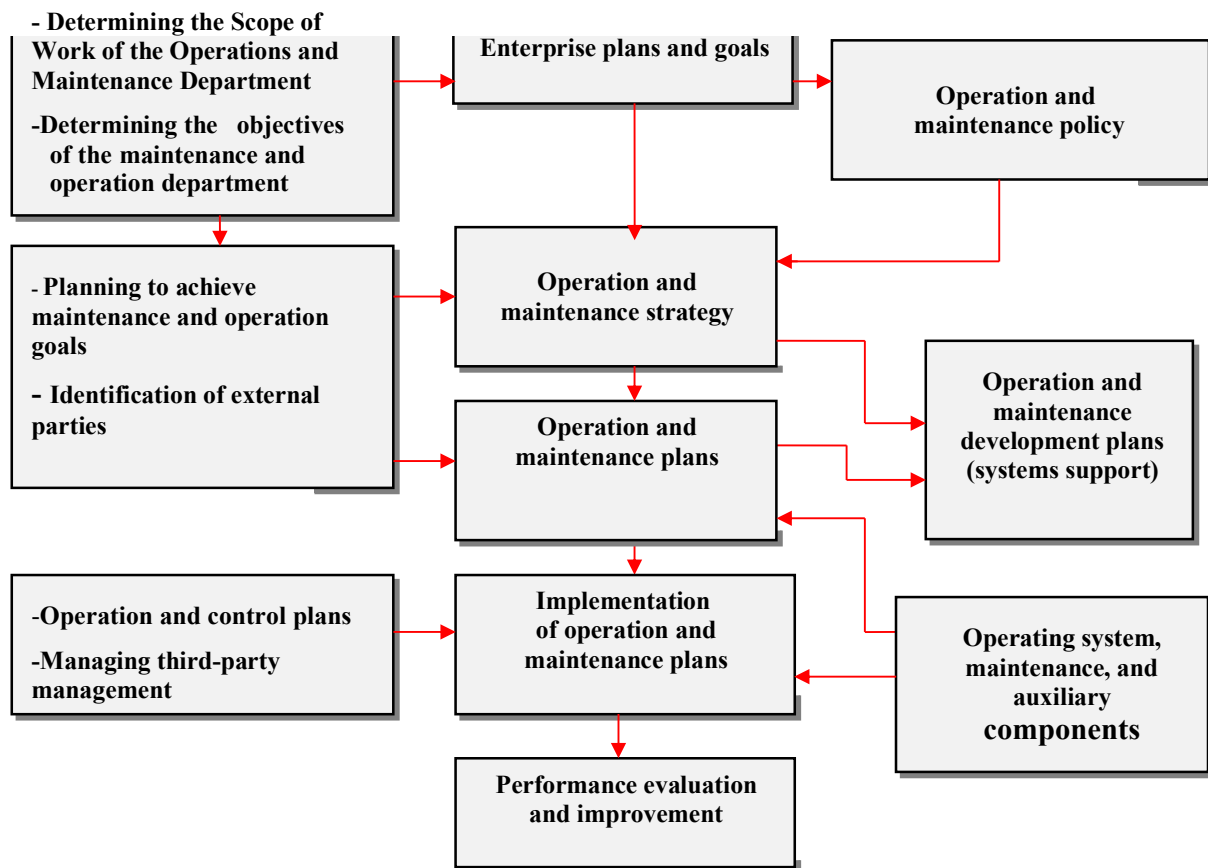 - Determining the Scope of
Work of the Operations and
Maintenance Department
-Determining the objectives
of the maintenance and
operation department
Enterprise plans and goals
Operation and
maintenance policy
- Planning to achieve
maintenance and operation
goals
- Identification of external
parties
Operation and
maintenance strategy
Operation and
maintenance plans
Operation and
maintenance
development plans
(systems support)
-Operation and control plans
-Managing third-party
management
Implementation
of operation and
maintenance plans
Operating system,
maintenance, and
auxiliary
components
Performance evaluation
and improvement